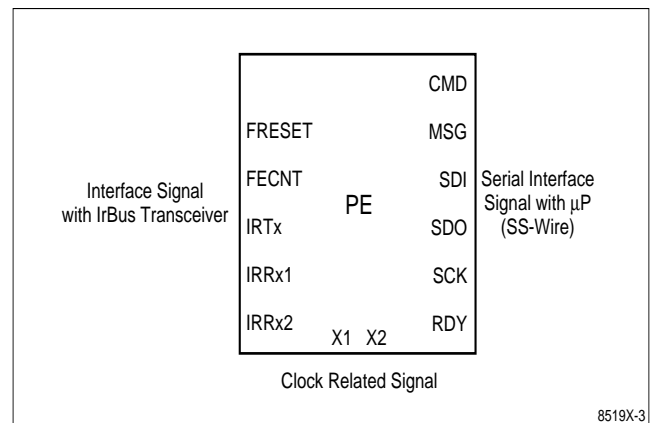 CMD
FRESET
MSG
FECNT
SDI
Interface Signal
with IrBus Transceiver
PE
Serial Interface
Signal with μP
(SS-Wire)
IRTx
SDO
IRRx1
SCK
IRRx2
RDY
X1 X2
Clock Related Signal
8519X-3